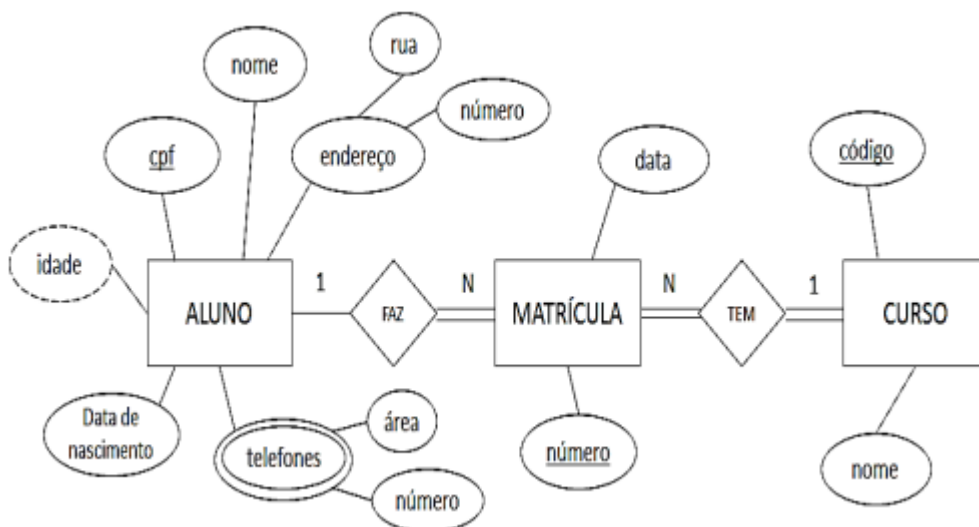 rua
nome
número
endereço
cpf
data
código
idade
1
N
N
1
ALUNO
FAZ
MATRÍCULA
TEM
CURSO
Data de
nascimento
área
telefones
número
número
nome